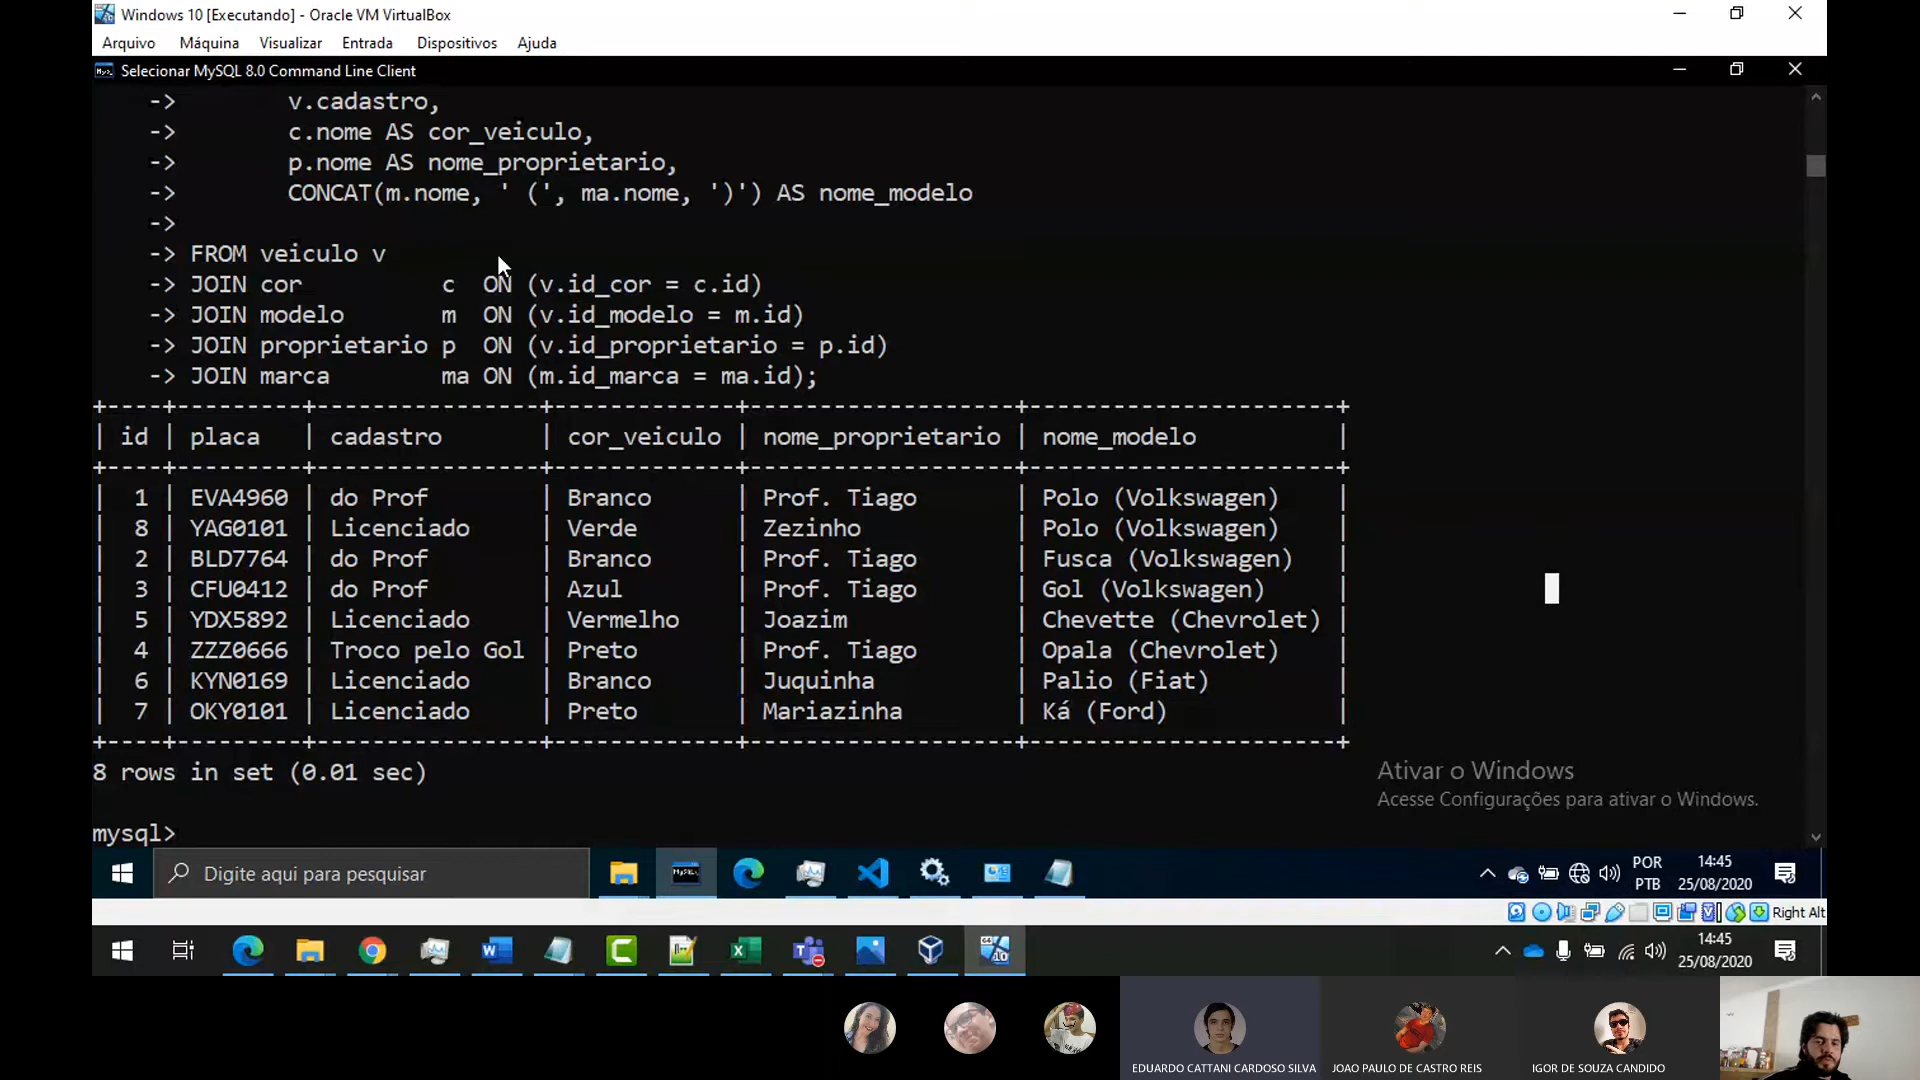 Windows 10 [Executando] - Oracle VM VirtualBox
Arquivo Máquina Visualizar Entrada Dispositivos Ajuda
Selecionar MySQL 8.0 Command Line Client
-> v.cadastro,
-> c.nome AS cor_veiculo,
-> p.nome AS nome_proprietario,
-> CONCAT(m.nome, ' (', ma.nome, ')') AS nome_modelo
->
-> FROM veiculo v
-> JOIN cor c ON (v.id_cor = c.id)
-> JOIN modelo m ON (v.id_modelo = m.id)
-> JOIN proprietario p ON (v.id_proprietario = p.id)
-> JOIN marca ma ON (m.id_marca = ma.id);
+----+---------+----------------+-------------+-------------------+----------------------+
| id | placa | cadastro | cor_veiculo | nome_proprietario | nome_modelo |
+----+---------+----------------+-------------+-------------------+----------------------+
| 1 | EVA4960 | do Prof | Branco | Prof. Tiago | Polo (Volkswagen) |
| 8 | YAG0101 | Licenciado | Verde | Zezinho | Polo (Volkswagen) |
| 2 | BLD7764 | do Prof | Branco | Prof. Tiago | Fusca (Volkswagen) |
| 3 | CFU0412 | do Prof | Azul | Prof. Tiago | Gol (Volkswagen) |
| 5 | YDX5892 | Licenciado | Vermelho | Joazim | Chevette (Chevrolet) |
| 4 | ZZZ0666 | Troco pelo Gol | Preto | Prof. Tiago | Opala (Chevrolet) |
| 6 | KYN0169 | Licenciado | Branco | Juquinha | Palio (Fiat) |
| 7 | OKY0101 | Licenciado | Preto | Mariazinha | Ká (Ford) |
+----+---------+----------------+-------------+-------------------+----------------------+
8 rows in set (0.01 sec)
Ativar o Windows
Acesse Configurações para ativar o Windows.
mysql>
Digite aqui para pesquisar
POR
PTB
14:45
25/08/2020
Right Alt
14:45
25/08/2020
EDUARDO CATTANI CARDOSO SILVA
JOAO PAULO DE CASTRO REIS
IGOR DE SOUZA CANDIDO